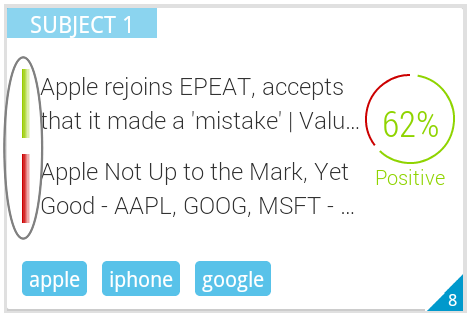 SUBJECT 1
Apple rejoins EPEAT, accepts
that it made a 'mistake' | Valu...
Apple Not Up to the Mark, Yet
Good - AAPL, GOOG, MSFT - ...
62%
Positive
apple iphone google
8